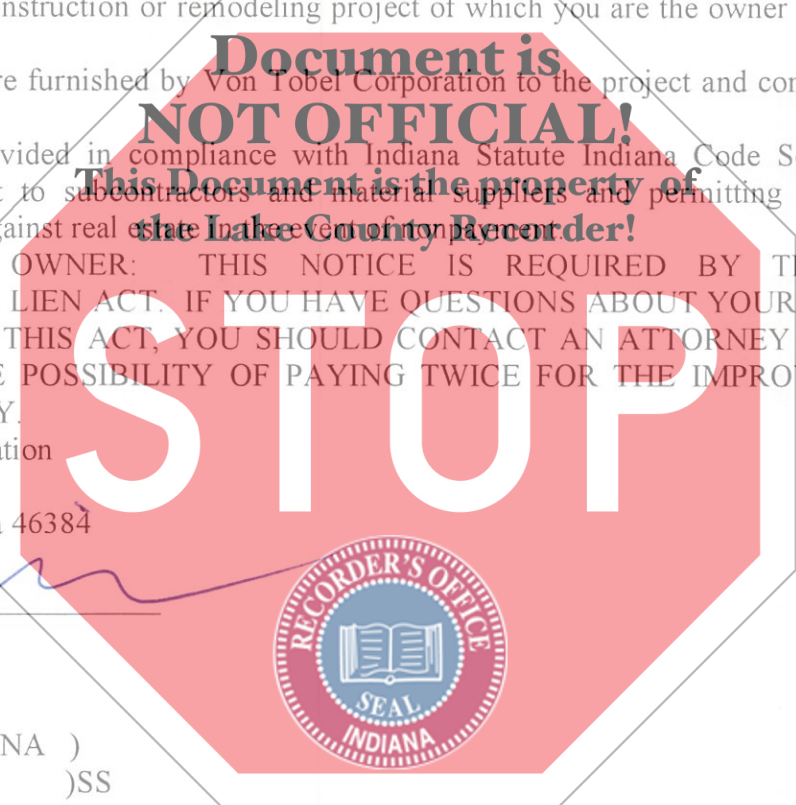 nstruction or remodeling project of which you are the owner
Document is
re furnished by Von Tobel Corporation to the project and con
NOT OFFICIAL!
vided in compliance with Indiana Statute Indiana Code S
This Document is the property of
t to subcontractors and material suppliers and permitting
the Lake County Recorder!
ainst real estate in the event of nonpayment.
OWNER: THIS NOTICE IS REQUIRED BY T
LIEN ACT. IF YOU HAVE QUESTIONS ABOUT YOUR
THIS ACT, YOU SHOULD CONTACT AN ATTORNEY
E POSSIBILITY OF PAYING TWICE FOR THE IMPRO
Y.
STOP
ation
46384
RECORDER'S OFFICE
SEAL
INDIANA
NA )
)SS